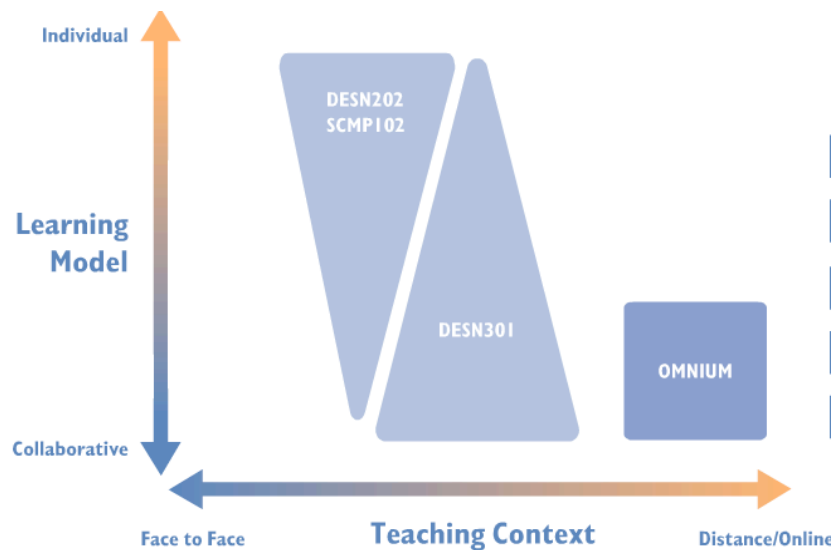 Individual
DESN202
SCMP102
Learning
Model
DESN301
OMNIUM
Collaborative
Face to Face
Teaching Context
Distance/Online